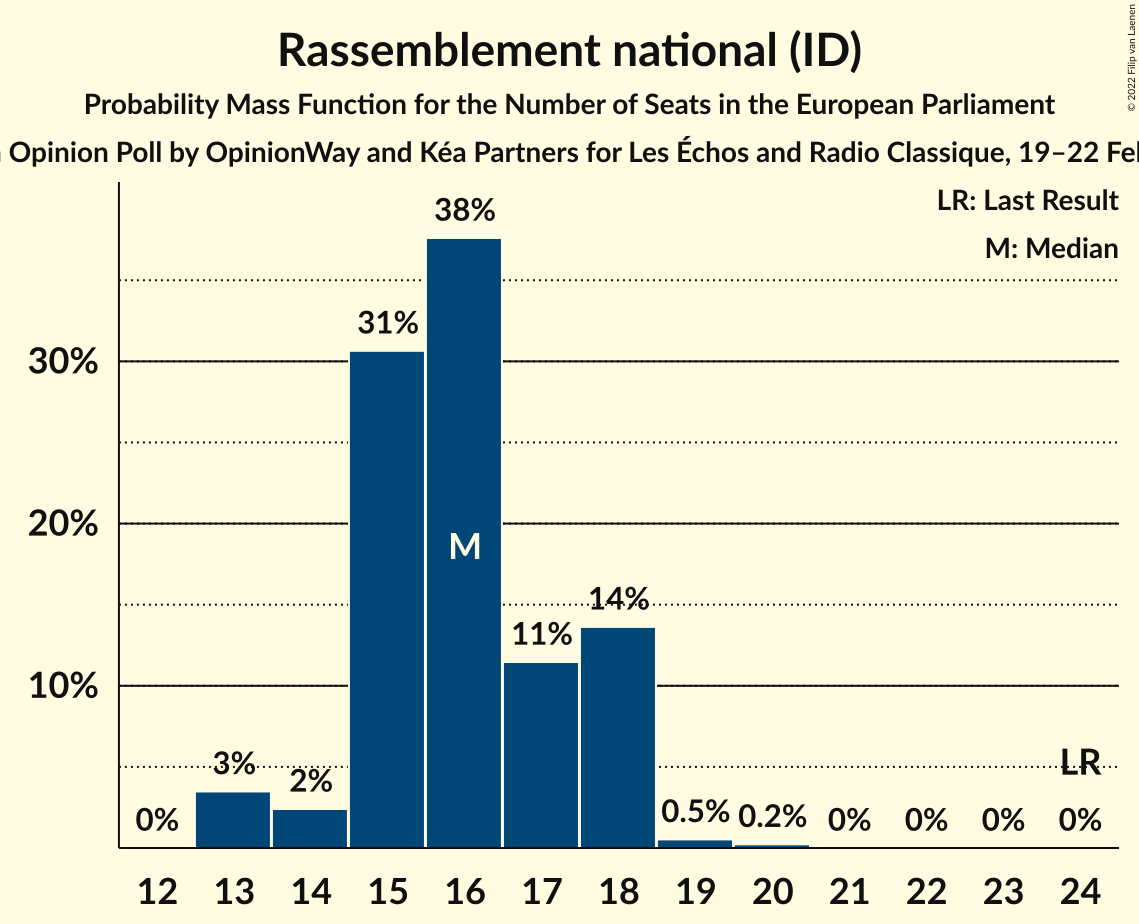 Rassemblement national (ID)
Probability Mass Function for the Number of Seats in the European Parliament
Opinion Poll by OpinionWay and Kéa Partners for Les Échos and Radio Classique, 19–22
© 2022 Filip van Laenen
LR: Last Result
M: Median
38%
31%
30%
20%
M
14%
11%
10%
3%
2%
LR
0%
0.5%
0.2%
0%
0%
0%
0%
12 13 14 15 16 17 18 19 20 21 22 23 24